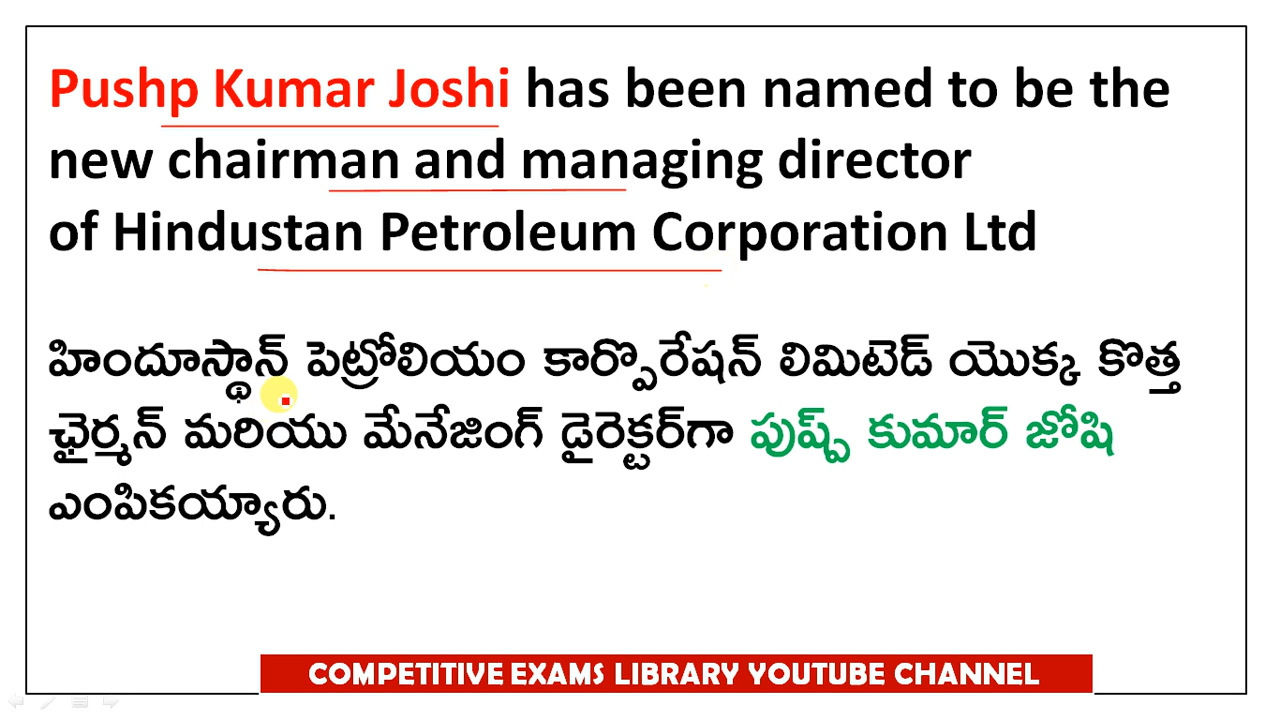 Pushp Kumar Joshi has been named to be the
new chairman and managing director
of Hindustan Petroleum Corporation Ltd
హిందూస్థాన్ పెట్రోలియం కార్పొరేషన్ లిమిటెడ్ యొక్క కొత్త
ఛైర్మన్ మరియు మేనేజింగ్ డైరెక్టర్‌గా పుష్ప్ కుమార్ జోషి
ఎంపికయ్యారు.
COMPETITIVE EXAMS LIBRARY YOUTUBE CHANNEL